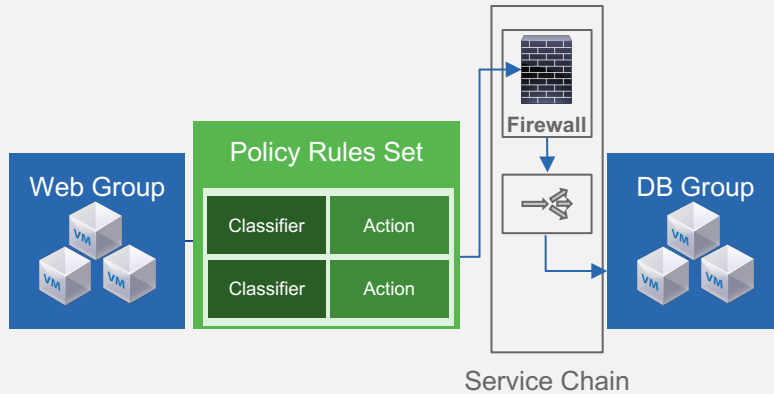 Web Group
VM
VM
VM
Policy Rules Set
Classifier Action
Classifier Action
Firewall
Service Chain
DB Group
VM
VM
VM